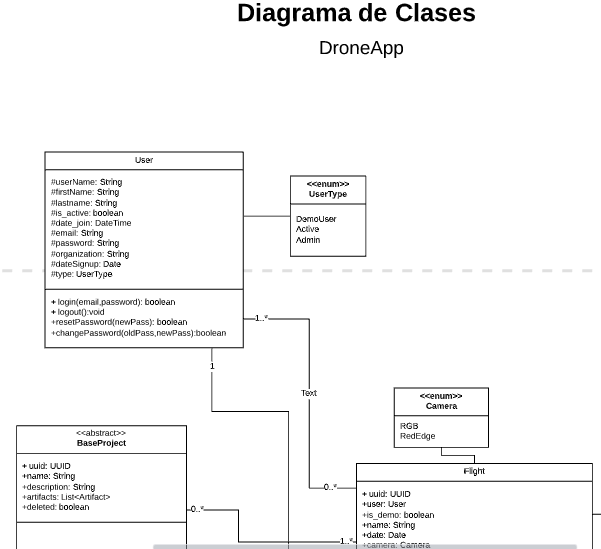 Diagrama de Clases
DroneApp
User
#userName: String
#firstName: String
#lastname: String
#is_active: boolean
#date_join: DateTime
#email: String
#password: String
#organization: String
#dateSignup: Date
#type: UserType
+ login(email,password): boolean
+ logout():void
+resetPassword(newPass): boolean
+changePassword(oldPass,newPass):boolean
<<enum>>
UserType
DemoUser
Active
Admin
1..*
1
Text
<<enum>>
Camera
RGB
RedEdge
<<abstract>>
BaseProject
+ uuid: UUID
+name: String
+description: String
+artifacts: List<Artifact>
+deleted: boolean
0..*
0..*
1..*
Flight
+ uuid: UUID
+user: User
+is_demo: boolean
+name: String
+date: Date
+camera: Camera